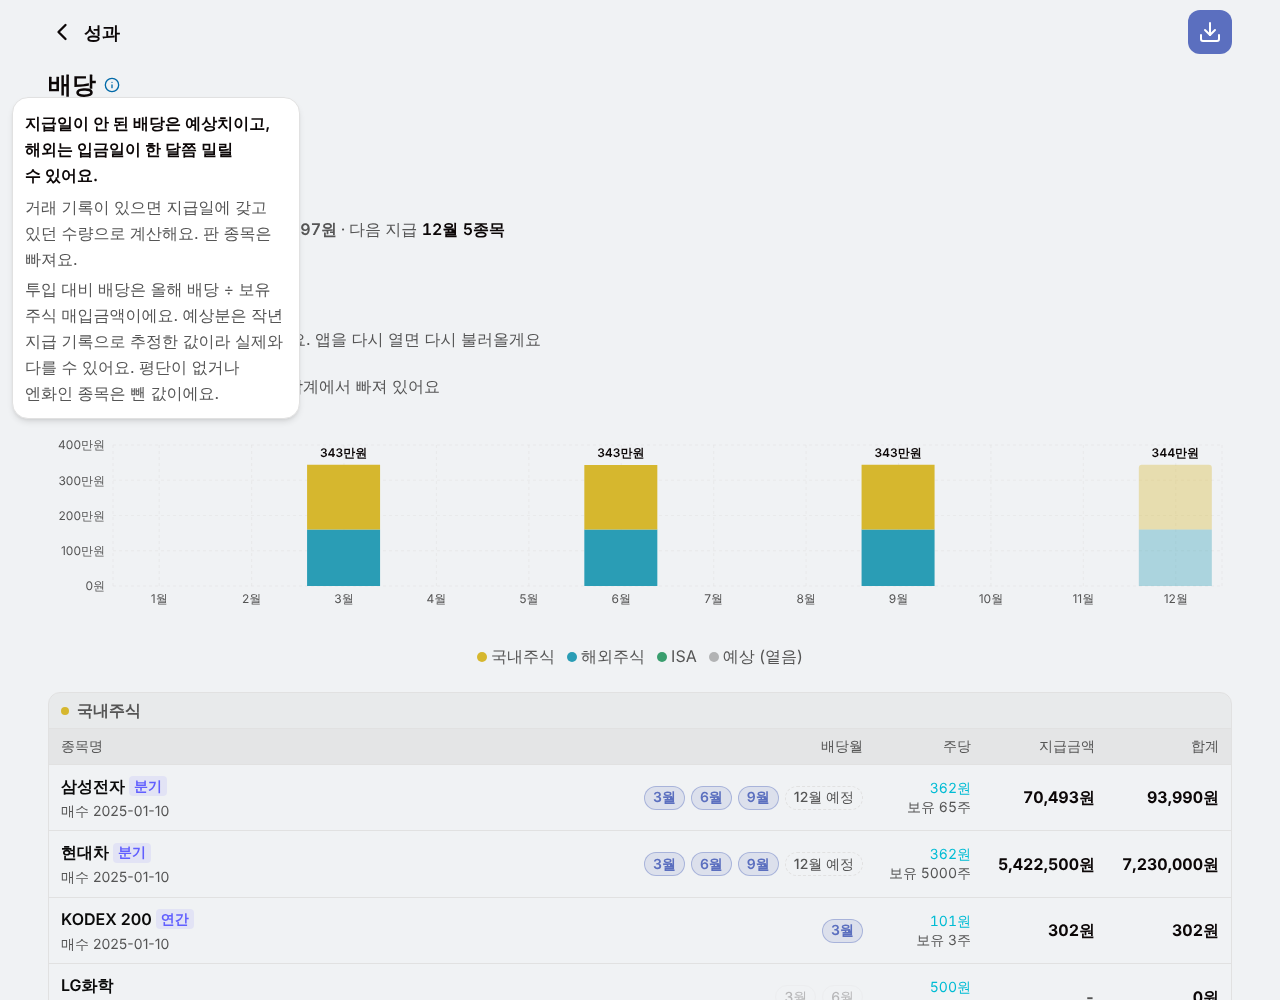 성과
배당
지급일이 안 된 배당은 예상치이고,
해외는 입금일이 한 달쯤 밀릴
수 있어요.
거래 기록이 있으면 지급일에 갖고
있던 수량으로 계산해요. 판 종목은
빠져요.
투입 대비 배당은 올해 배당 ÷ 보유
주식 매입금액이에요. 예상분은 작년
지급 기록으로 추정한 값이라 실제와
다를 수 있어요. 평단이 없거나
엔화인 종목은 뺀 값이에요.
97원 · 다음 지급 12월 5종목
. 앱을 다시 열면 다시 불러올게요
빠져 있어요
400만원
300만원
200만원
100만원
0원
343만원 343만원 343만원 344만원
1월 2월 3월 4월 5월 6월 7월 8월 9월 10월 11월 12월
국내주식 해외주식 ISA 예상 (옅음)
국내주식
종목명 배당월 주당 지급금액 합계
삼성전자 분기
매수 2025-01-10
3월 6월 9월 12월 예정
362원
보유 65주
70,493원 93,990원
현대차 분기
매수 2025-01-10
3월 6월 9월 12월 예정
362원
보유 5000주
5,422,500원 7,230,000원
KODEX 200 연간
매수 2025-01-10
3월
101원
보유 3주
302원 302원
LG화학
3월 6월
500원
- 0원